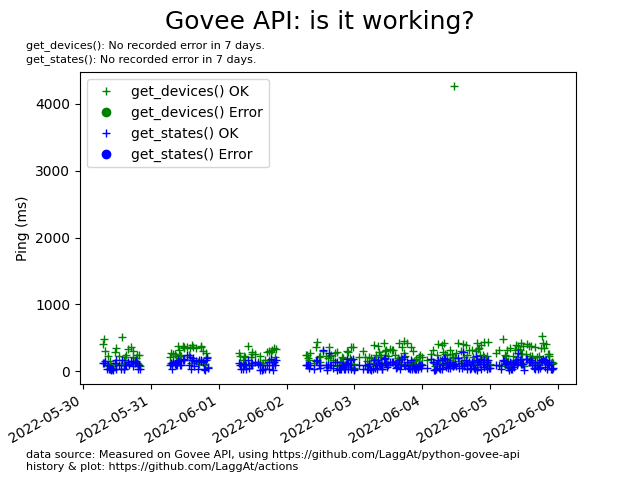 Govee API: is it working?
get_devices(): No recorded error in 7 days.
get_states(): No recorded error in 7 days.
get_devices() OK
get_devices() Error
get_states() OK
get_states() Error
Ping (ms)
4000
3000
2000
1000
0
2022-05-30
2022-05-31
2022-06-01
2022-06-02
2022-06-03
2022-06-04
2022-06-05
2022-06-06
data source: Measured on Govee API, using https://github.com/LaggAt/python-govee-api
history & plot: https://github.com/LaggAt/actions